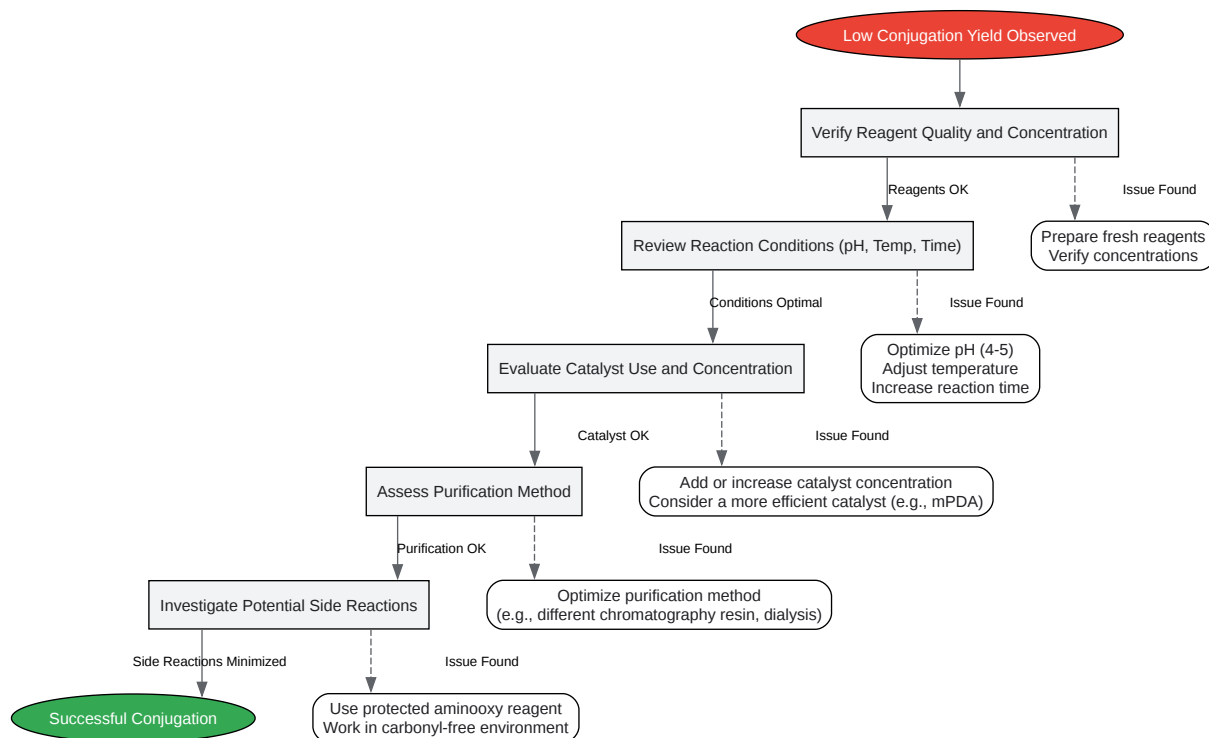 Low Conjugation Yield Observed
Verify Reagent Quality and Concentration
Reagents OK
Issue Found
Prepare fresh reagents
Verify concentrations
Review Reaction Conditions (pH, Temp, Time)
Conditions Optimal
Issue Found
Optimize pH (4-5)
Adjust temperature
Increase reaction time
Evaluate Catalyst Use and Concentration
Catalyst OK
Issue Found
Add or increase catalyst concentration
Consider a more efficient catalyst (e.g., mPDA)
Assess Purification Method
Purification OK
Issue Found
Optimize purification method
(e.g., different chromatography resin, dialysis)
Investigate Potential Side Reactions
Side Reactions Minimized
Issue Found
Use protected aminooxy reagent
Work in carbonyl-free environment
Successful Conjugation